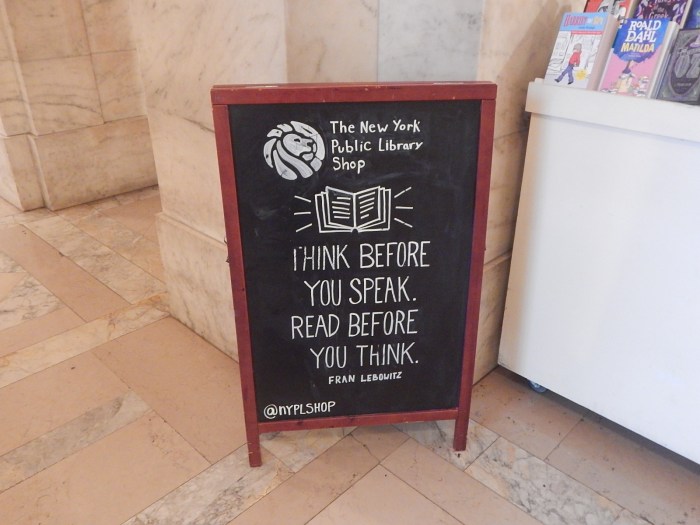 The New York
Public Library
Shop
THINK BEFORE
YOU SPEAK.
READ BEFORE
YOU THINK.
FRAN LEBOWITZ
@NYPLSHOP
ROALD
DAHL
MATILDA